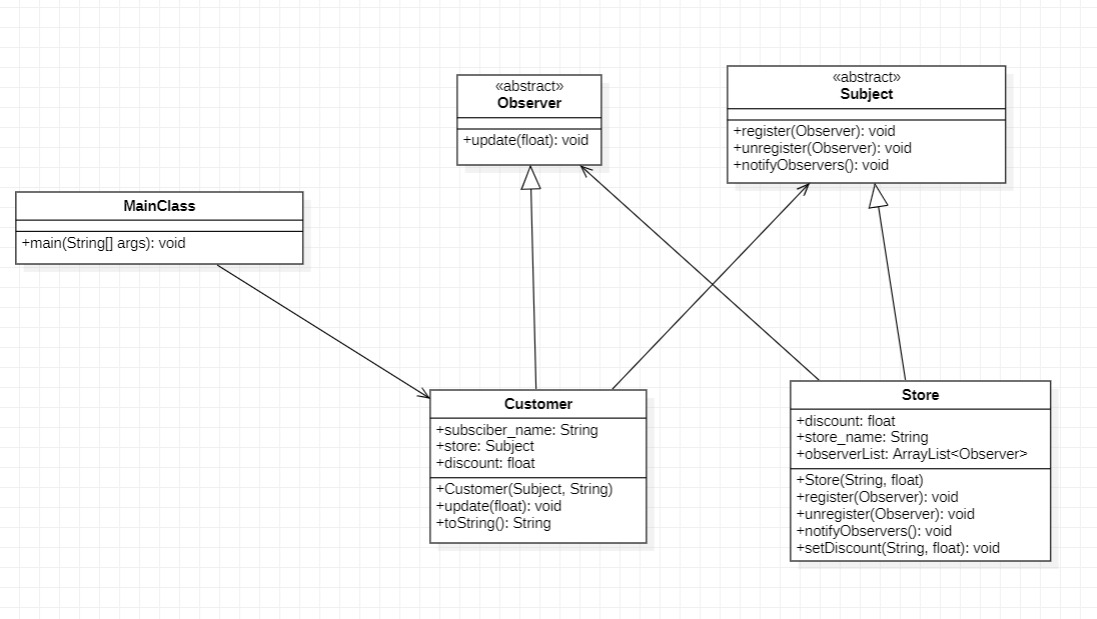 «abstract»
Observer
+update(float): void
«abstract»
Subject
+register(Observer): void
+unregister(Observer): void
+notifyObservers(): void
MainClass
+main(String[] args): void
Customer
+subsciber_name: String
+store: Subject
+discount: float
+Customer(Subject, String)
+update(float): void
+toString(): String
Store
+discount: float
+store_name: String
+observerList: ArrayList<Observer>
+Store(String, float)
+register(Observer): void
+unregister(Observer): void
+notifyObservers(): void
+setDiscount(String, float): void